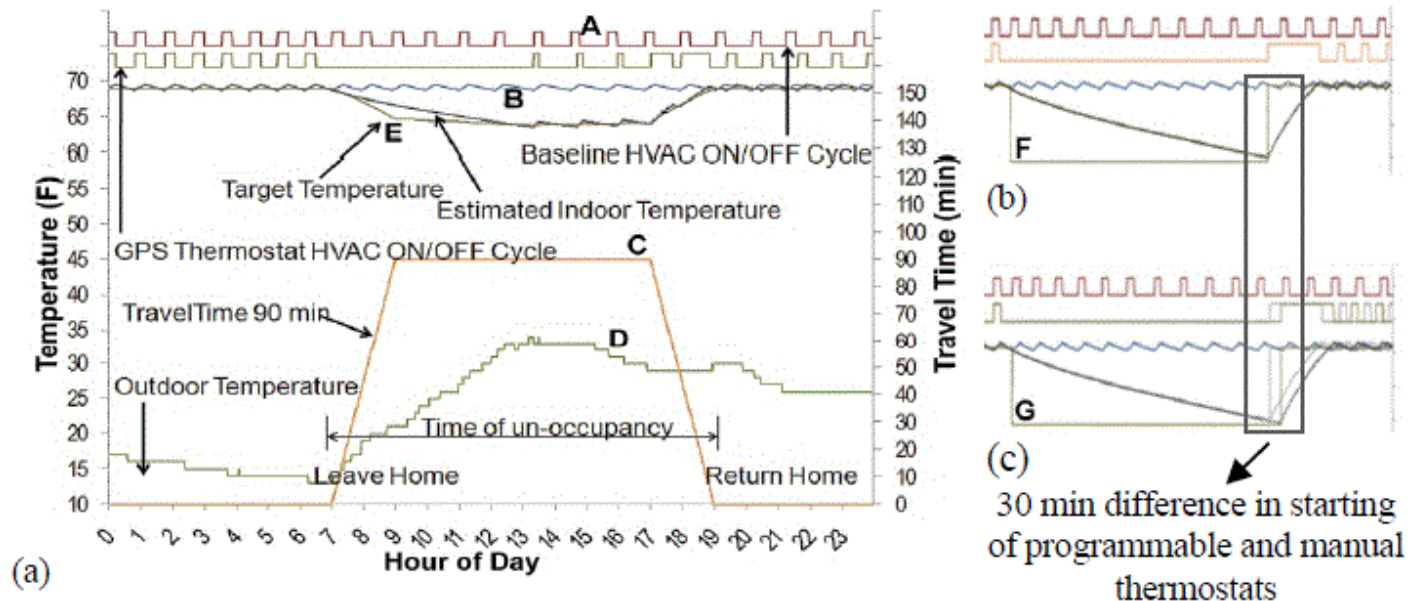 A
70
65
60
55
50
45
40
35
30
25
20
15
10
Temperature (F)
B
E
Baseline HVAC ON/OFF Cycle
Target Temperature
Estimated Indoor Temperature
GPS Thermostat HVAC ON/OFF Cycle
C
TravelTime 90 min
D
Outdoor Temperature
Time of un-occupancy
Leave Home
Return Home
150
140
130
120
110
100
90
80
70
60
50
40
30
20
10
0
Travel Time (min)
0 1 2 3 4 5 6 7 8 9 10 11 12 13 14 15 16 17 18 19 20 21 22 23
Hour of Day
(a)
F
(b)
G
(c)
30 min difference in starting
of programmable and manual
thermostats